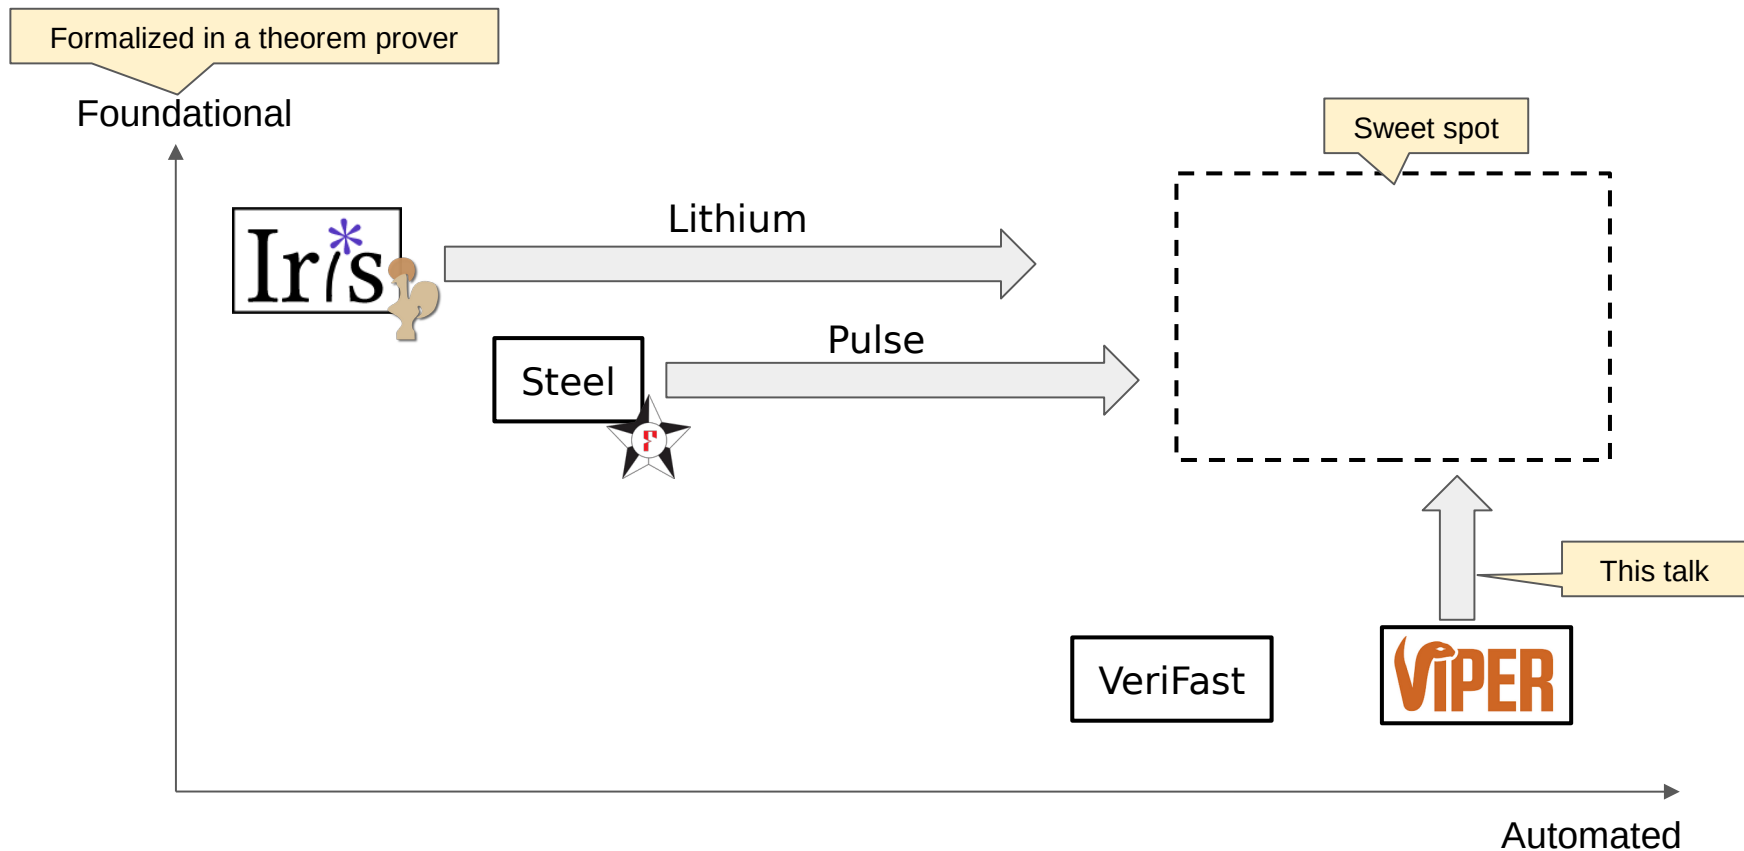 Formalized in a theorem prover
Foundational
Sweet spot
Lithium
Iris
Pulse
Steel
F
This talk
VeriFast
VIPER
Automated